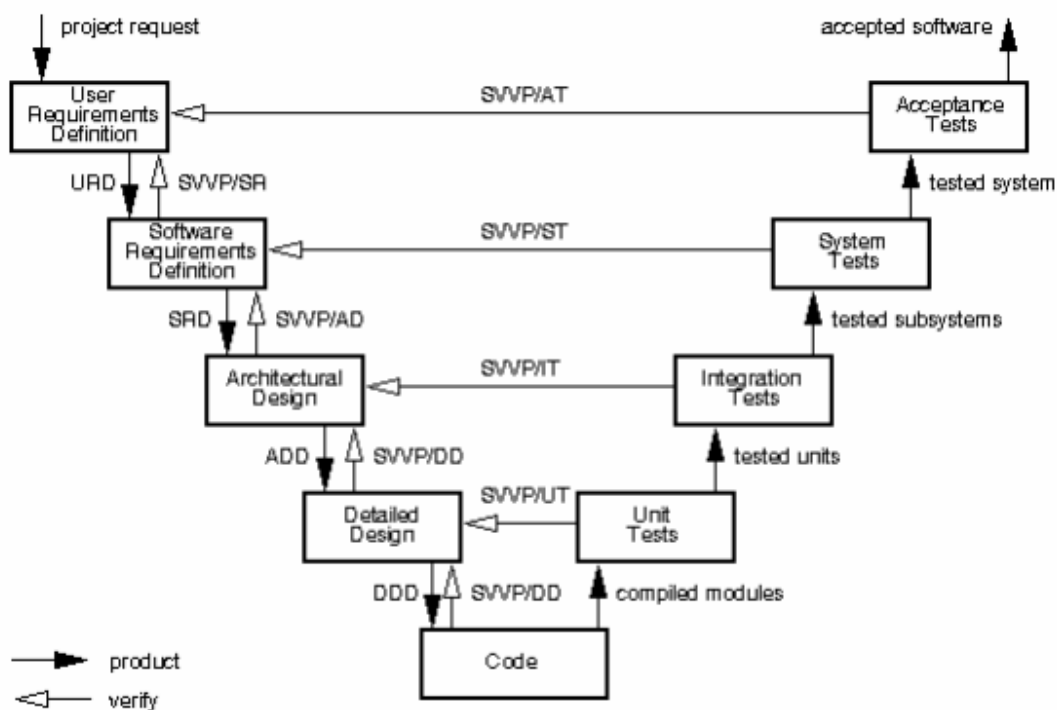 project request
accepted software
User
Requirements
Definition
SVVP/AT
Acceptance
Tests
URD
SVVP/SR
tested system
Software
Requirements
Definition
SVVP/ST
System
Tests
SRD
SVVP/AD
tested subsystems
Architectural
Design
SVVP/IT
Integration
Tests
ADD
SVVP/DD
tested units
Detailed
Design
SVVP/UT
Unit
Tests
DDD
SVVP/DD
compiled modules
Code
product
verify